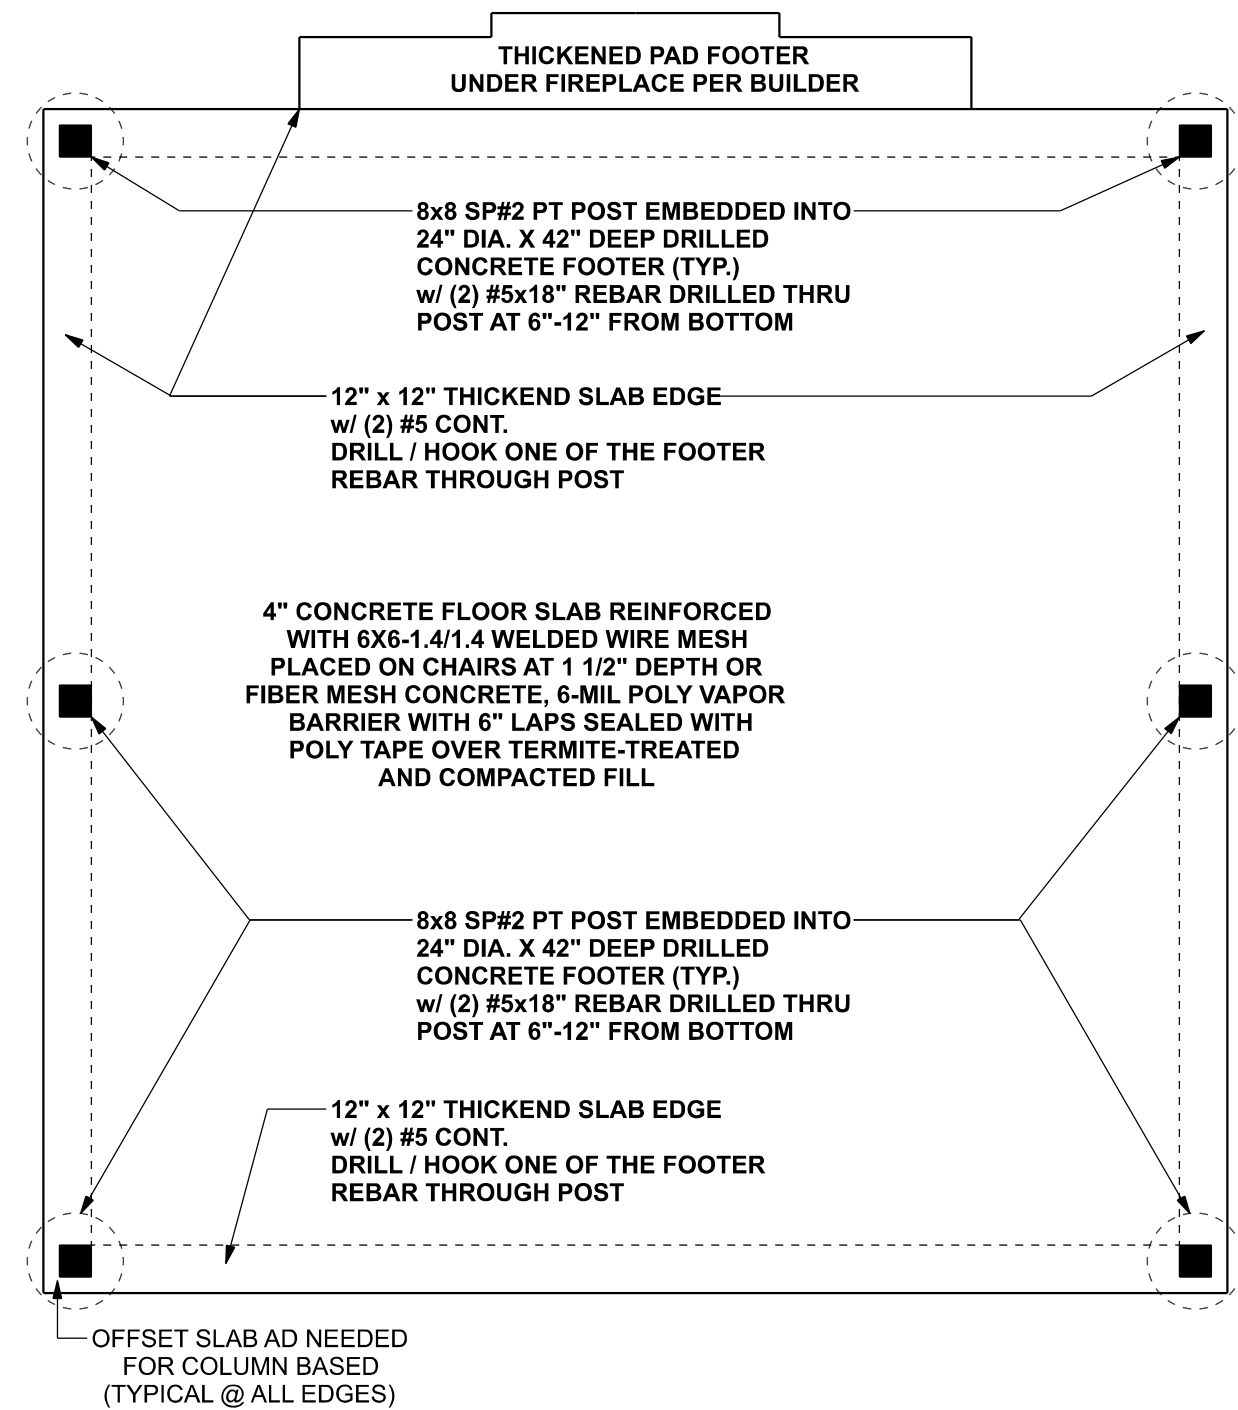 THICKENED PAD FOOTER
UNDER FIREPLACE PER BUILDER
8x8 SP#2 PT POST EMBEDDED INTO
24" DIA. X 42" DEEP DRILLED
CONCRETE FOOTER (TYP.)
w/ (2) #5x18" REBAR DRILLED THRU
POST AT 6"-12" FROM BOTTOM
12" x 12" THICKEND SLAB EDGE
w/ (2) #5 CONT.
DRILL / HOOK ONE OF THE FOOTER
REBAR THROUGH POST
4" CONCRETE FLOOR SLAB REINFORCED
WITH 6X6-1.4/1.4 WELDED WIRE MESH
PLACED ON CHAIRS AT 1 1/2" DEPTH OR
FIBER MESH CONCRETE, 6-MIL POLY VAPOR
BARRIER WITH 6" LAPS SEALED WITH
POLY TAPE OVER TERMITE-TREATED
AND COMPACTED FILL
8x8 SP#2 PT POST EMBEDDED INTO
24" DIA. X 42" DEEP DRILLED
CONCRETE FOOTER (TYP.)
w/ (2) #5x18" REBAR DRILLED THRU
POST AT 6"-12" FROM BOTTOM
12" x 12" THICKEND SLAB EDGE
w/ (2) #5 CONT.
DRILL / HOOK ONE OF THE FOOTER
REBAR THROUGH POST
OFFSET SLAB AD NEEDED
FOR COLUMN BASED
(TYPICAL @ ALL EDGES)